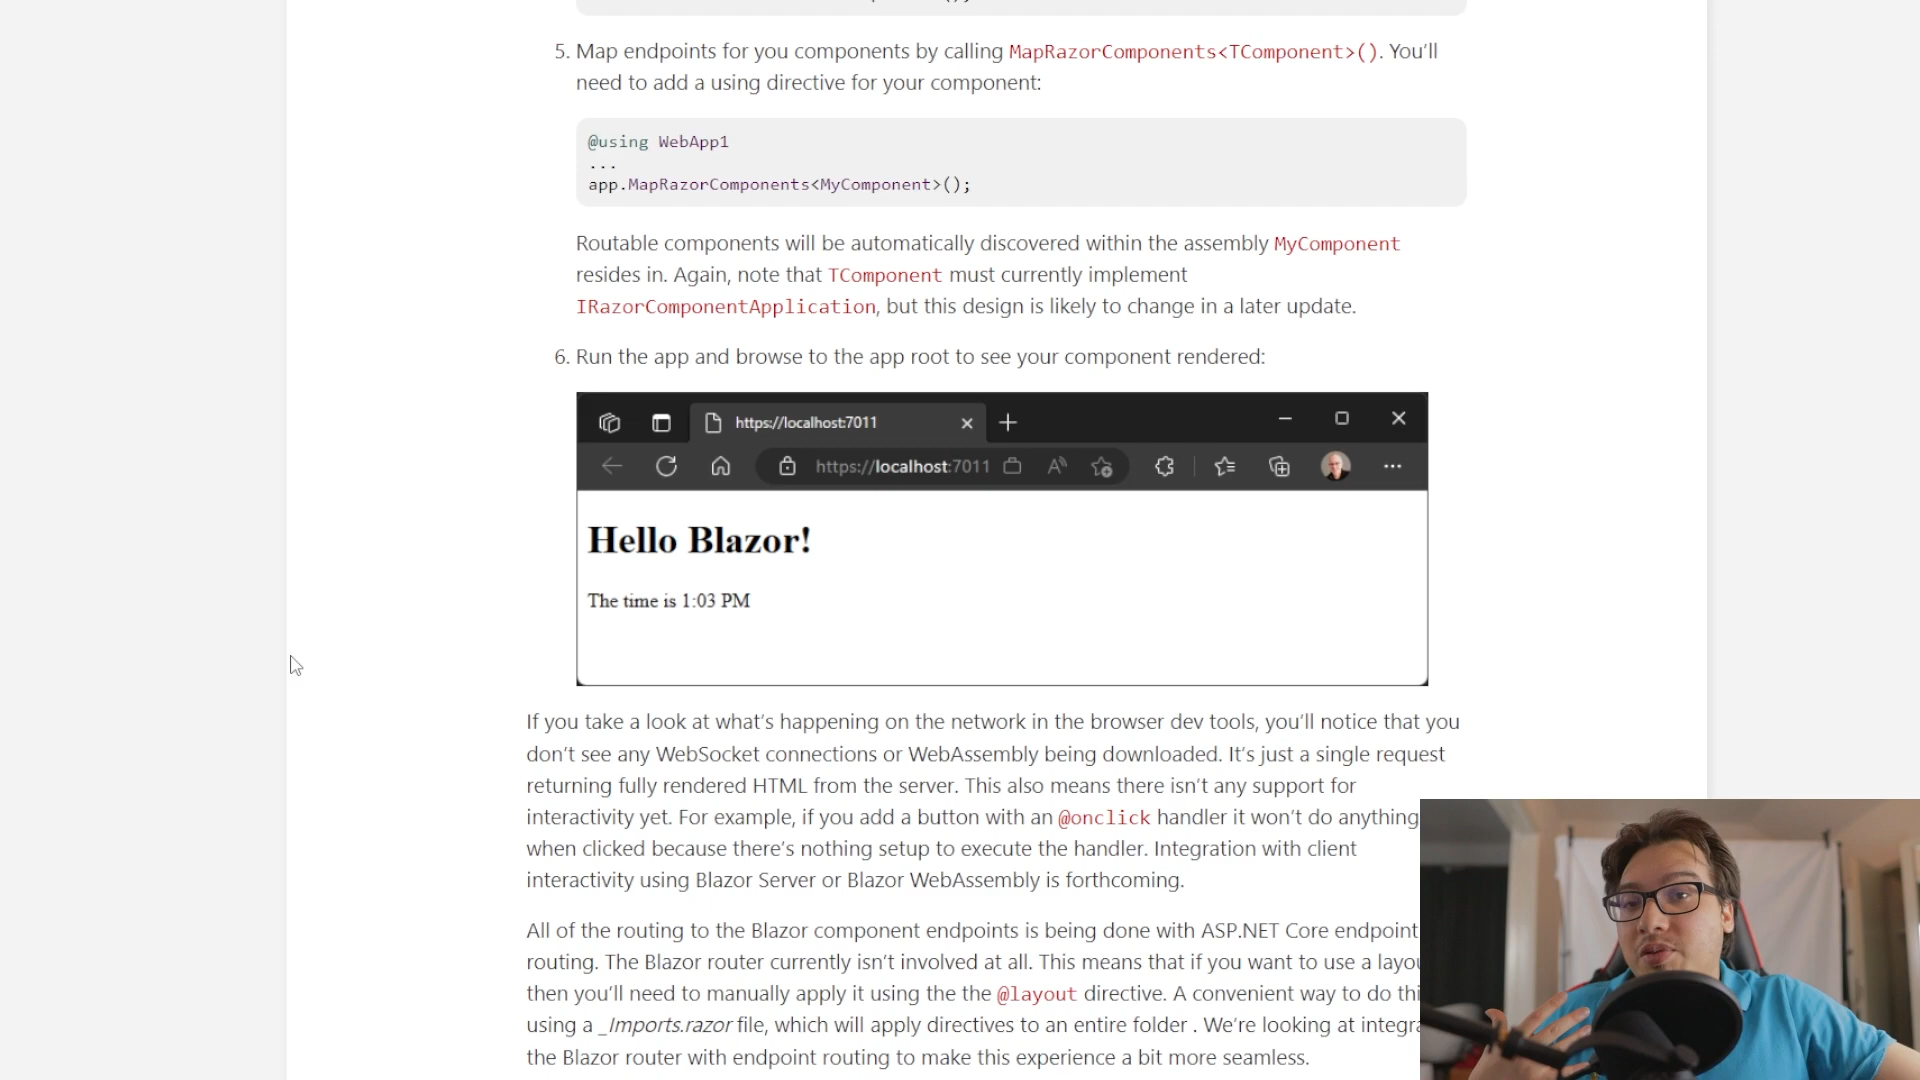 5. Map endpoints for you components by calling MapRazorComponents<TComponent>(). You'll
need to add a using directive for your component:
@using WebApp1
...
app.MapRazorComponents<MyComponent>();
Routable components will be automatically discovered within the assembly MyComponent
resides in. Again, note that TComponent must currently implement
IRazorComponentApplication, but this design is likely to change in a later update.
6. Run the app and browse to the app root to see your component rendered:
https://localhost:7011
https://localhost:7011
Hello Blazor!
The time is 1:03 PM
If you take a look at what's happening on the network in the browser dev tools, you'll notice that you
don't see any WebSocket connections or WebAssembly being downloaded. It's just a single request
returning fully rendered HTML from the server. This also means there isn't any support for
interactivity yet. For example, if you add a button with an @onclick handler it won't do anything
when clicked because there's nothing setup to execute the handler. Integration with client
interactivity using Blazor Server or Blazor WebAssembly is forthcoming.
All of the routing to the Blazor component endpoints is being done with ASP.NET Core endpoint
routing. The Blazor router currently isn't involved at all. This means that if you want to use a
then you'll need to manually apply it using the the @layout directive. A convenient way to do
using a _Imports.razor file, which will apply directives to an entire folder . We're looking at
the Blazor router with endpoint routing to make this experience a bit more seamless.